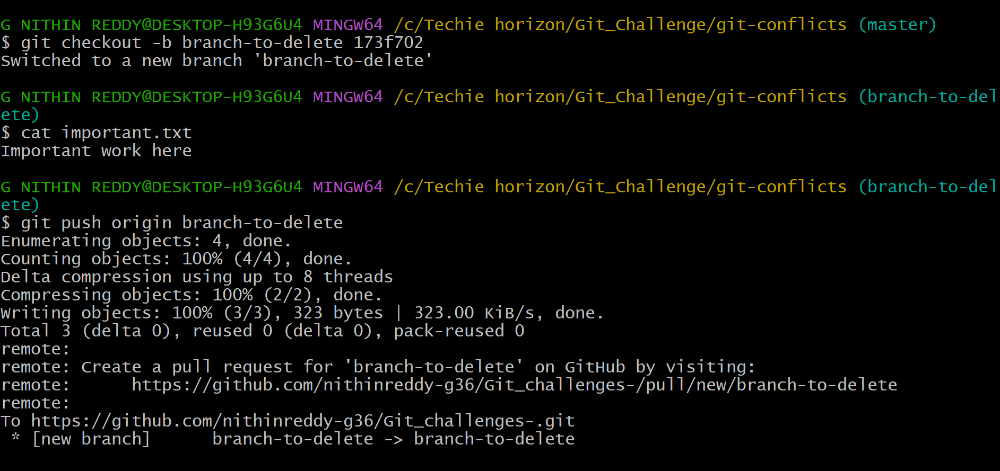 G NITHIN REDDY@DESKTOP-H93G6U4 MINGW64 /c/Techie horizon/Git_Challenge/git-conflicts (master)
$ git checkout -b branch-to-delete 173f702
Switched to a new branch 'branch-to-delete'
G NITHIN REDDY@DESKTOP-H93G6U4 MINGW64 /c/Techie horizon/Git_Challenge/git-conflicts (branch-to-del
ete)
$ cat important.txt
Important work here
G NITHIN REDDY@DESKTOP-H93G6U4 MINGW64 /c/Techie horizon/Git_Challenge/git-conflicts (branch-to-del
ete)
$ git push origin branch-to-delete
Enumerating objects: 4, done.
Counting objects: 100% (4/4), done.
Delta compression using up to 8 threads
Compressing objects: 100% (2/2), done.
Writing objects: 100% (3/3), 323 bytes | 323.00 KiB/s, done.
Total 3 (delta 0), reused 0 (delta 0), pack-reused 0
remote:
remote: Create a pull request for 'branch-to-delete' on GitHub by visiting:
remote:      https://github.com/nithinreddy-g36/Git_challenges-/pull/new/branch-to-delete
remote:
To https://github.com/nithinreddy-g36/Git_challenges-.git
 * [new branch]      branch-to-delete -> branch-to-delete